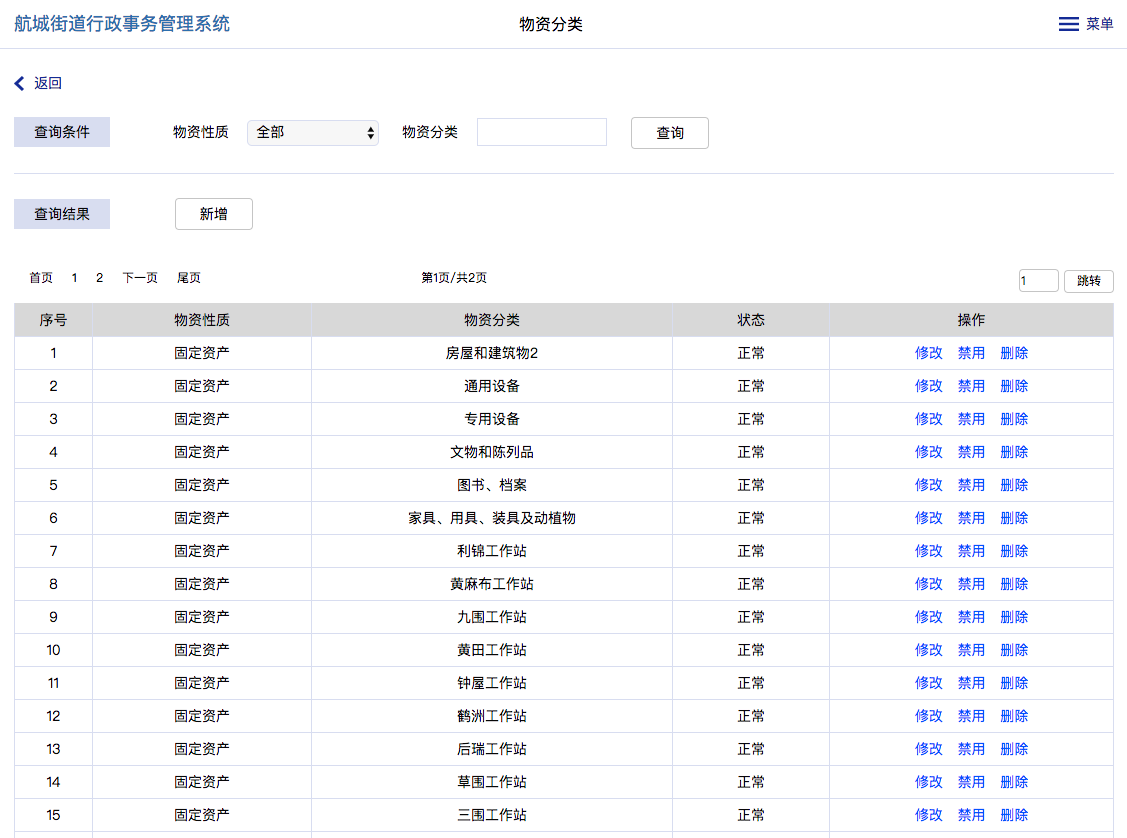 航城街道行政事务管理系统 物资分类 菜单
返回
查询条件 物资性质 全部 物资分类 查询
查询结果 新增
首页 1 2 下一页 尾页 第1页/共2页 1 跳转
序号 物资性质 物资分类 状态 操作
1 固定资产 房屋和建筑物2 正常 修改 禁用 删除
2 固定资产 通用设备 正常 修改 禁用 删除
3 固定资产 专用设备 正常 修改 禁用 删除
4 固定资产 文物和陈列品 正常 修改 禁用 删除
5 固定资产 图书、档案 正常 修改 禁用 删除
6 固定资产 家具、用具、装具及动植物 正常 修改 禁用 删除
7 固定资产 利锦工作站 正常 修改 禁用 删除
8 固定资产 黄麻布工作站 正常 修改 禁用 删除
9 固定资产 九围工作站 正常 修改 禁用 删除
10 固定资产 黄田工作站 正常 修改 禁用 删除
11 固定资产 钟屋工作站 正常 修改 禁用 删除
12 固定资产 鹤洲工作站 正常 修改 禁用 删除
13 固定资产 后瑞工作站 正常 修改 禁用 删除
14 固定资产 草围工作站 正常 修改 禁用 删除
15 固定资产 三围工作站 正常 修改 禁用 删除